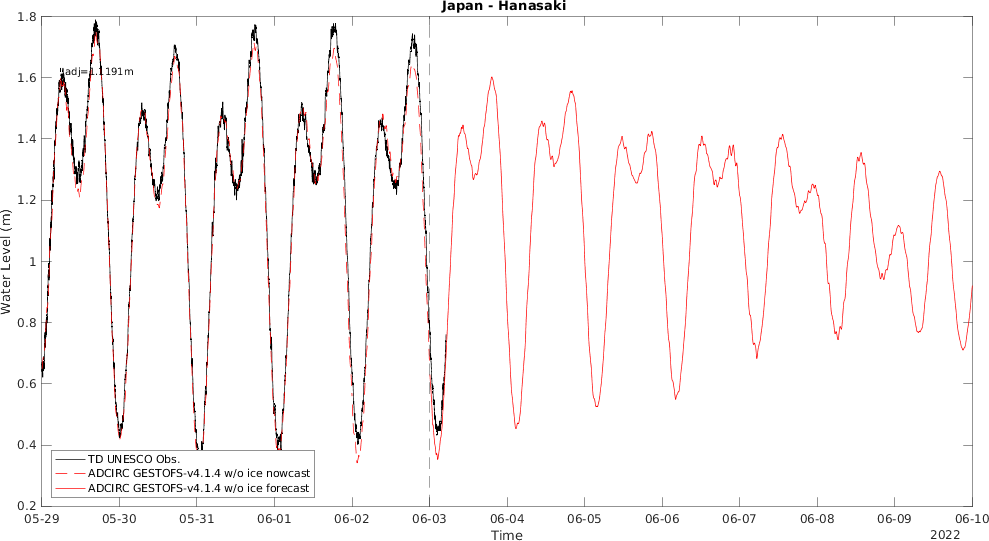 Japan - Hanasaki
1.8
1.6
1.4
1.2
1
0.8
0.6
0.4
0.2
Water Level (m)
adj=1.1191m
TD UNESCO Obs.
ADCIRC GESTOFS-v4.1.4 w/o ice nowcast
ADCIRC GESTOFS-v4.1.4 w/o ice forecast
05-29 05-30 05-31 06-01 06-02 06-03 06-04 06-05 06-06 06-07 06-08 06-09 06-10
Time
2022